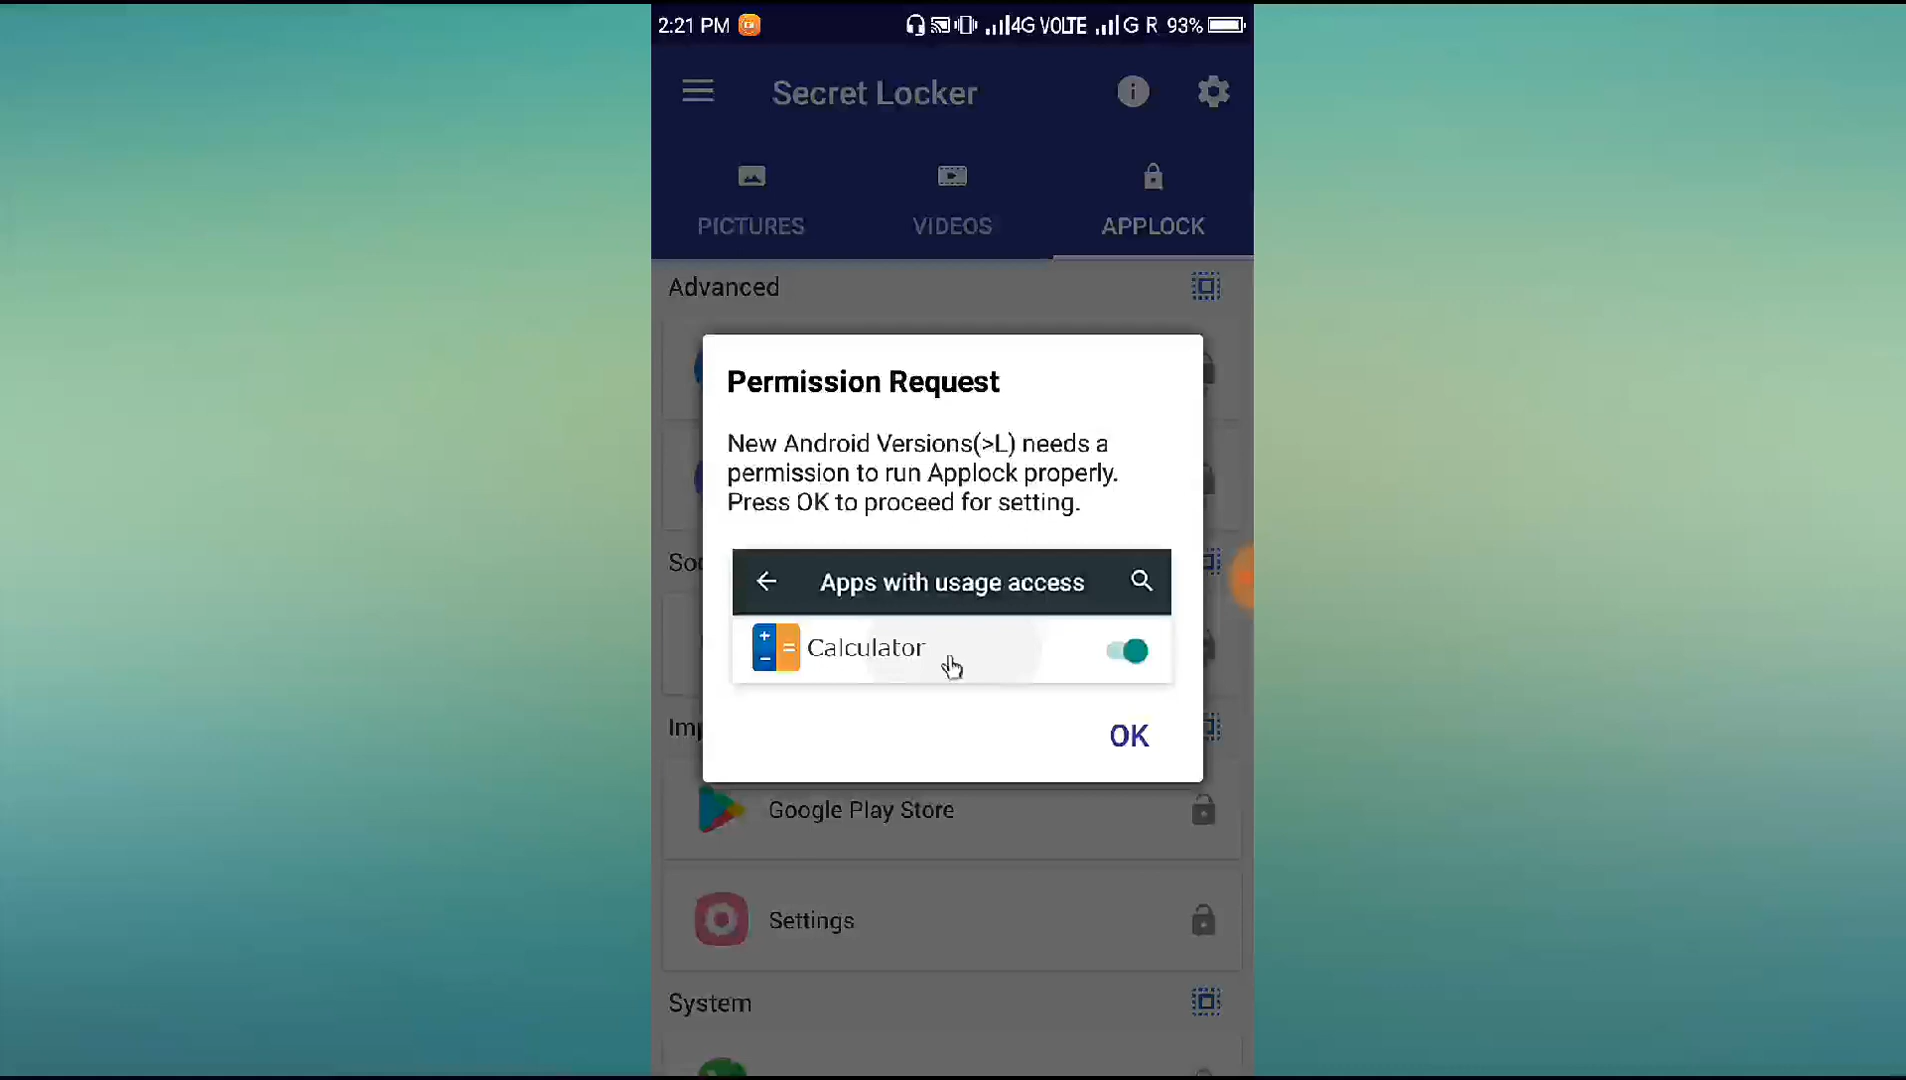 2:21 PM 4G VOLTE G R 93%
Secret Locker
PICTURES VIDEOS APPLOCK
Advanced
Permission Request
New Android Versions(>L) needs a
permission to run Applock properly.
Press OK to proceed for setting.
Soc
Apps with usage access
Calculator
Imp
OK
Google Play Store
Settings
System